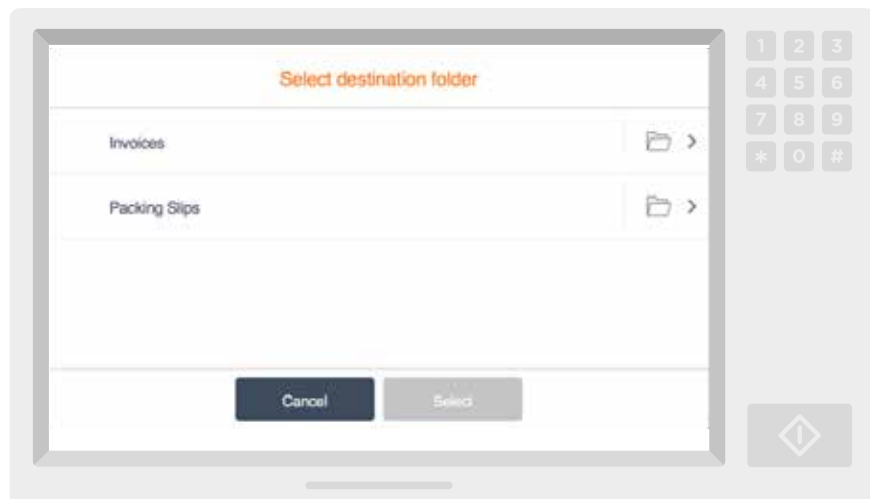 Select destination folder
Invoices
Packing Slips
Cancel Select
1 2 3
4 5 6
7 8 9
* 0 #